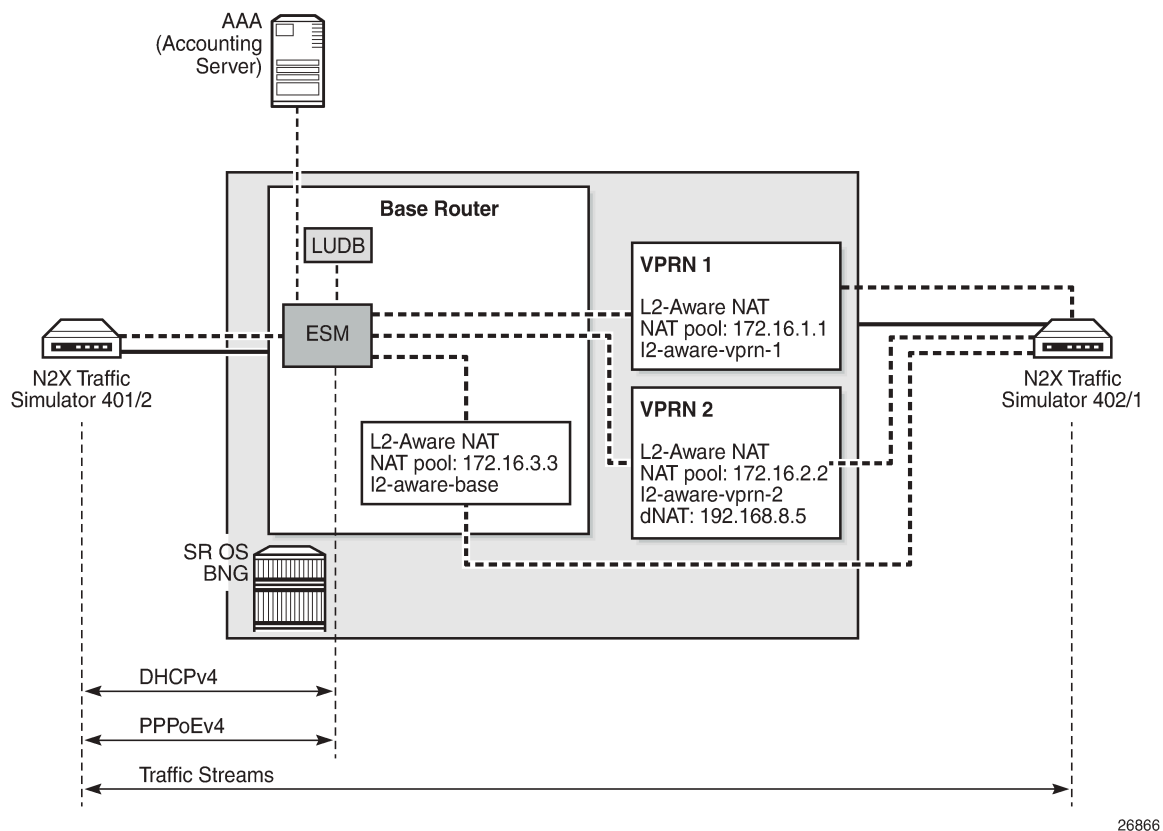 AAA
(Accounting
Server)
Base Router
LUDB
ESM
VPRN 1
L2-Aware NAT
NAT pool: 172.16.1.1
l2-aware-vprn-1
N2X Traffic
Simulator 401/2
N2X Traffic
Simulator 402/1
VPRN 2
L2-Aware NAT
NAT pool: 172.16.2.2
l2-aware-vprn-2
dNAT: 192.168.8.5
L2-Aware NAT
NAT pool: 172.16.3.3
l2-aware-base
SR OS
BNG
DHCPv4
PPPoEv4
Traffic Streams
26866